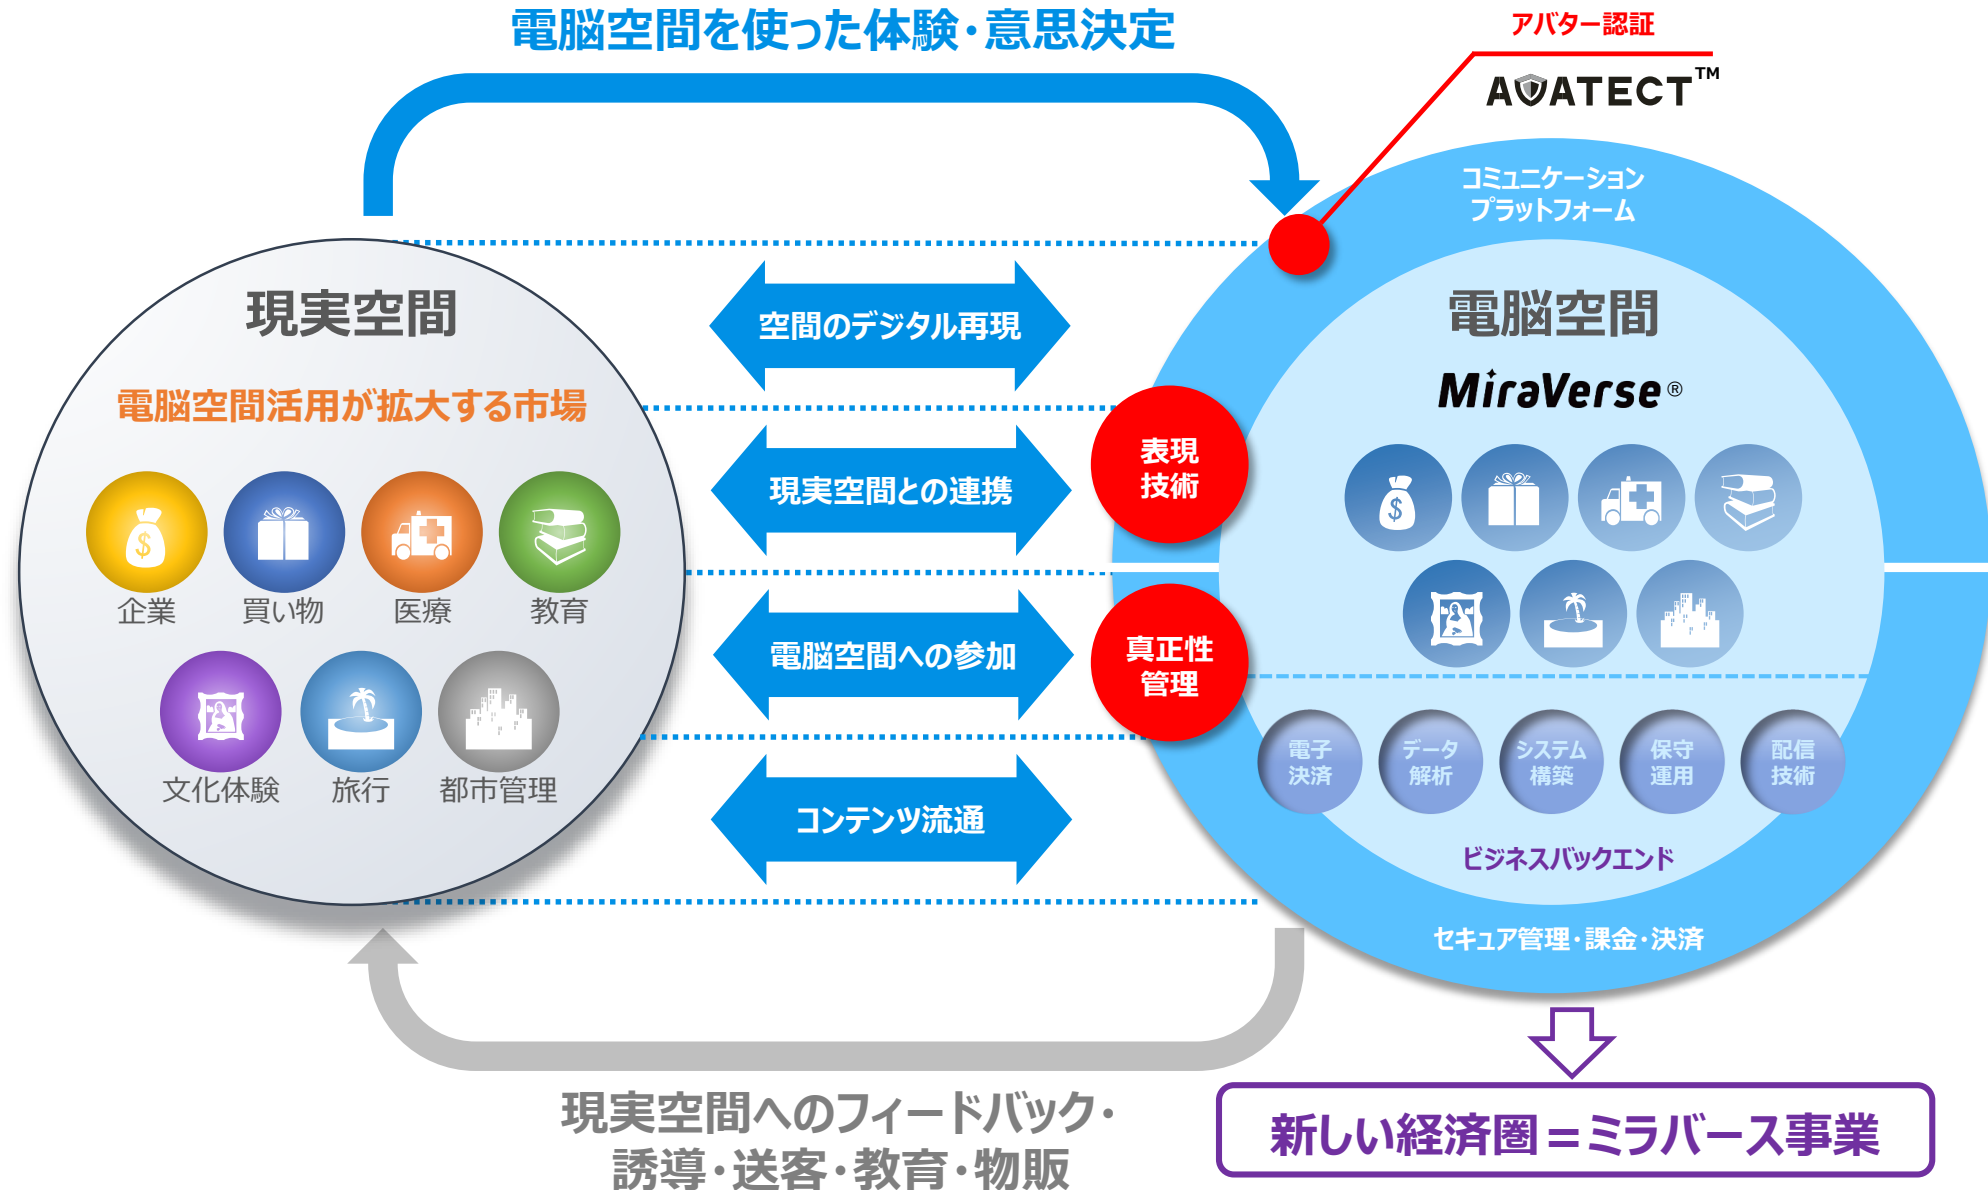 電脳空間を使った体験・意思決定
アバター認証
AVATECT™
コミュニケーション
プラットフォーム
現実空間
電脳空間活用が拡大する市場
企業
買い物
医療
教育
文化体験
旅行
都市管理
空間のデジタル再現
現実空間との連携
電脳空間への参加
コンテンツ流通
表現
技術
真正性
管理
電脳空間
MiraVerse®
電子
決済
データ
解析
システム
構築
保守
運用
配信
技術
ビジネスバックエンド
セキュア管理・課金・決済
現実空間へのフィードバック・
誘導・送客・教育・物販
新しい経済圏＝ミラバース事業